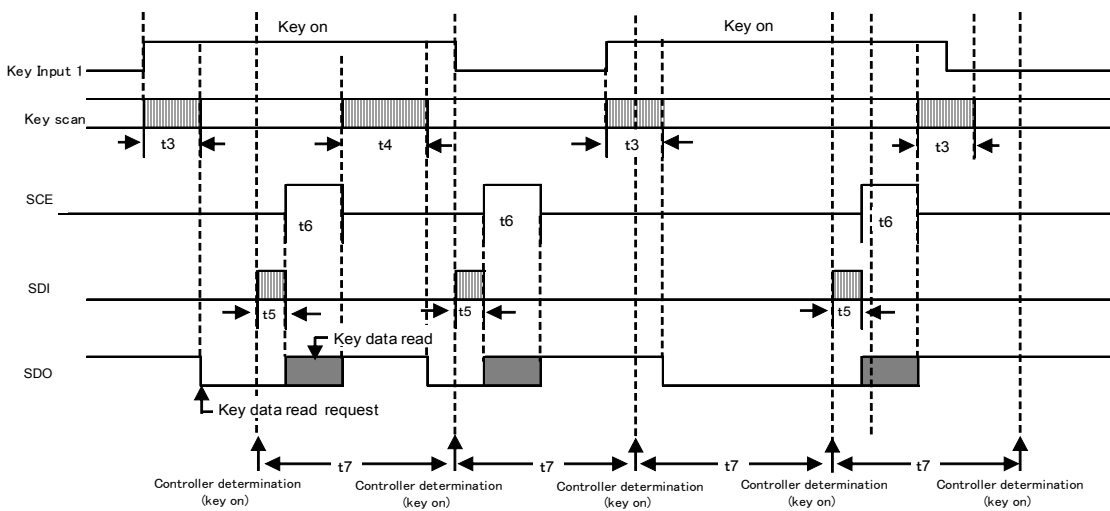 Key on
Key on
Key Input 1
Key scan
t3
t4
t3
t3
SCE
t6
t6
t6
SDI
t5
t5
t5
Key data read
SDO
Key data read request
t7
t7
t7
t7
Controller determination
(key on)
Controller determination
(key on)
Controller determination
(key on)
Controller determination
(key on)
Controller determination
(key on)